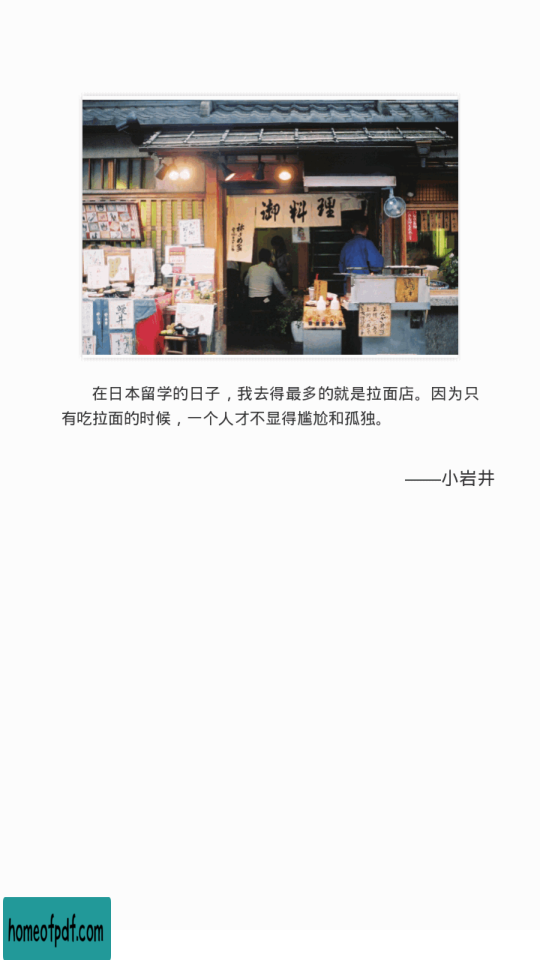 御料理
在日本留学的日子，我去得最多的就是拉面店。因为只
有吃拉面的时候，一个人才不显得尴尬和孤独。
——小岩井
homeofpdf.com